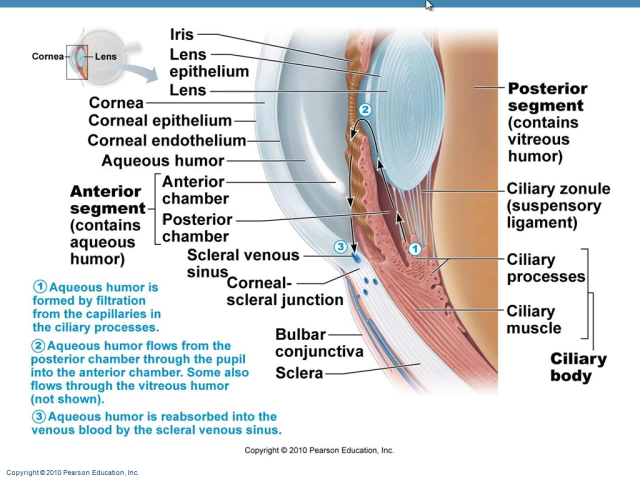 Iris
Lens
epithelium
Lens
Cornea
Lens
Cornea
Corneal epithelium
Corneal endothelium
Aqueous humor
Anterior
segment
(contains
aqueous
humor)
Anterior
chamber
Posterior
chamber
Scleral venous
sinus
Corneal-
scleral junction
Bulbar
conjunctiva
Sclera
Posterior
segment
(contains
vitreous
humor)
Ciliary zonule
(suspensory
ligament)
Ciliary
processes
Ciliary
muscle
Ciliary
body
2
1
3
1 Aqueous humor is
formed by filtration
from the capillaries in
the ciliary processes.
2 Aqueous humor flows from the
posterior chamber through the pupil
into the anterior chamber. Some also
flows through the vitreous humor
(not shown).
3 Aqueous humor is reabsorbed into the
venous blood by the scleral venous sinus.
Copyright © 2010 Pearson Education, Inc.
Copyright © 2010 Pearson Education, Inc.